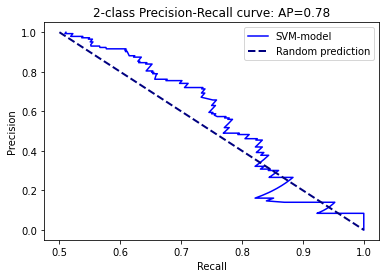 2-class Precision-Recall curve: AP=0.78
SVM-model
Random prediction
Precision
1.0
0.8
0.6
0.4
0.2
0.0
0.5
0.6
0.7
0.8
0.9
1.0
Recall